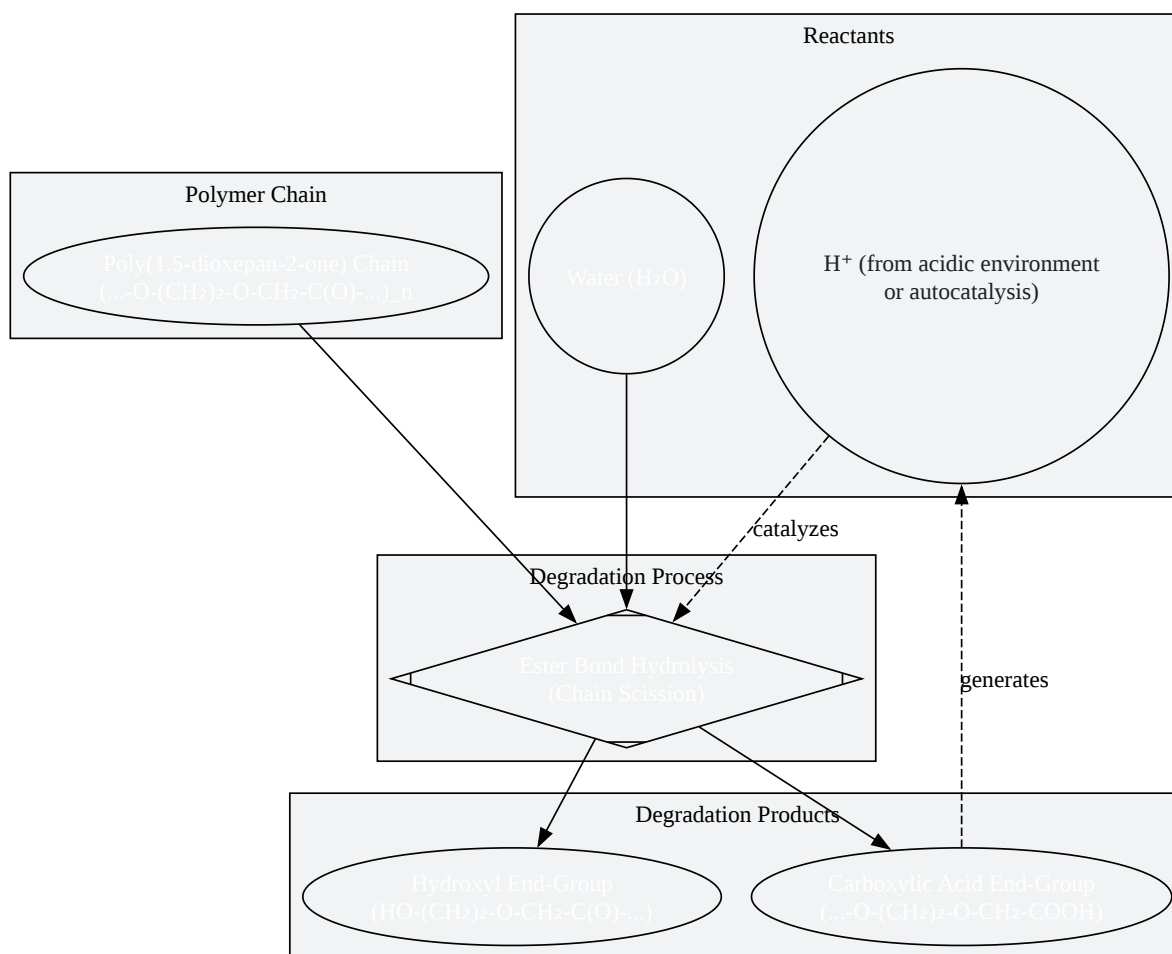 Reactants
Polymer Chain
Poly(1,5-dioxepan-2-one) Chain
(...-O-(CH₂)₂-O-CH₂-C(O)-...)_n
Water (H₂O)
H⁺ (from acidic environment
or autocatalysis)
catalyzes
Degradation Process
Ester Bond Hydrolysis
(Chain Scission)
generates
Degradation Products
Hydroxyl End-Group
(HO-(CH₂)₂-O-CH₂-C(O)-...)
Carboxylic Acid End-Group
(...-O-(CH₂)₂-O-CH₂-COOH)